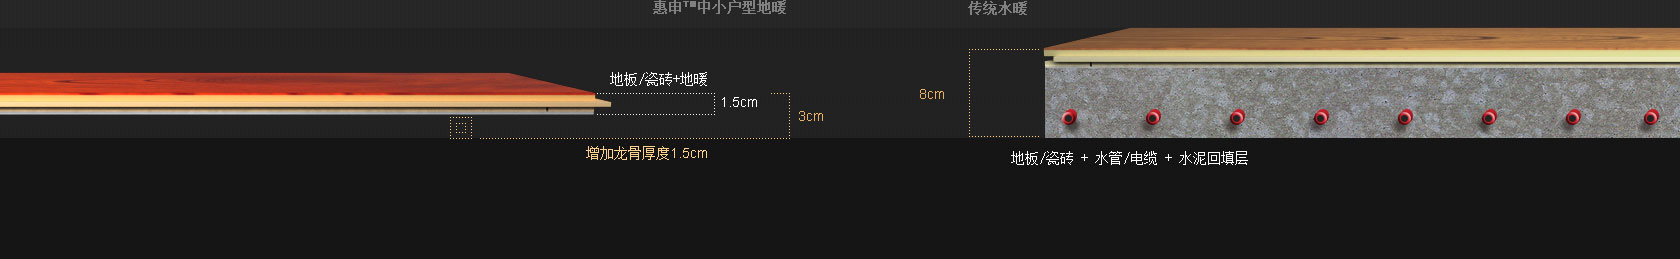 惠申™中小户型地暖
传统水暖
地板/瓷砖+地暖
1.5cm
3cm
增加龙骨厚度1.5cm
8cm
地板/瓷砖 + 水管/电缆 + 水泥回填层